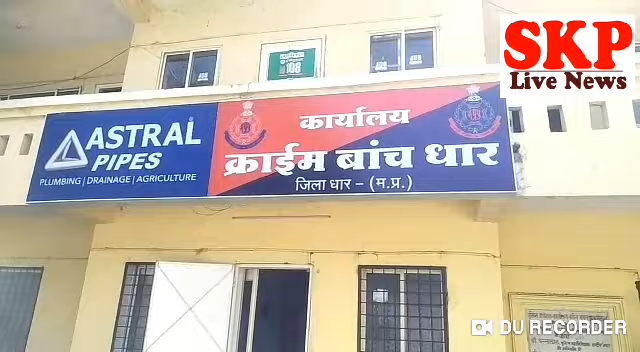 SKP
Live News
108
ASTRAL
PIPES
PLUMBING | DRAINAGE | AGRICULTURE
कार्यालय
क्राईम बांच धार
जिला धार - (म.प्र.)
DU RECORDER